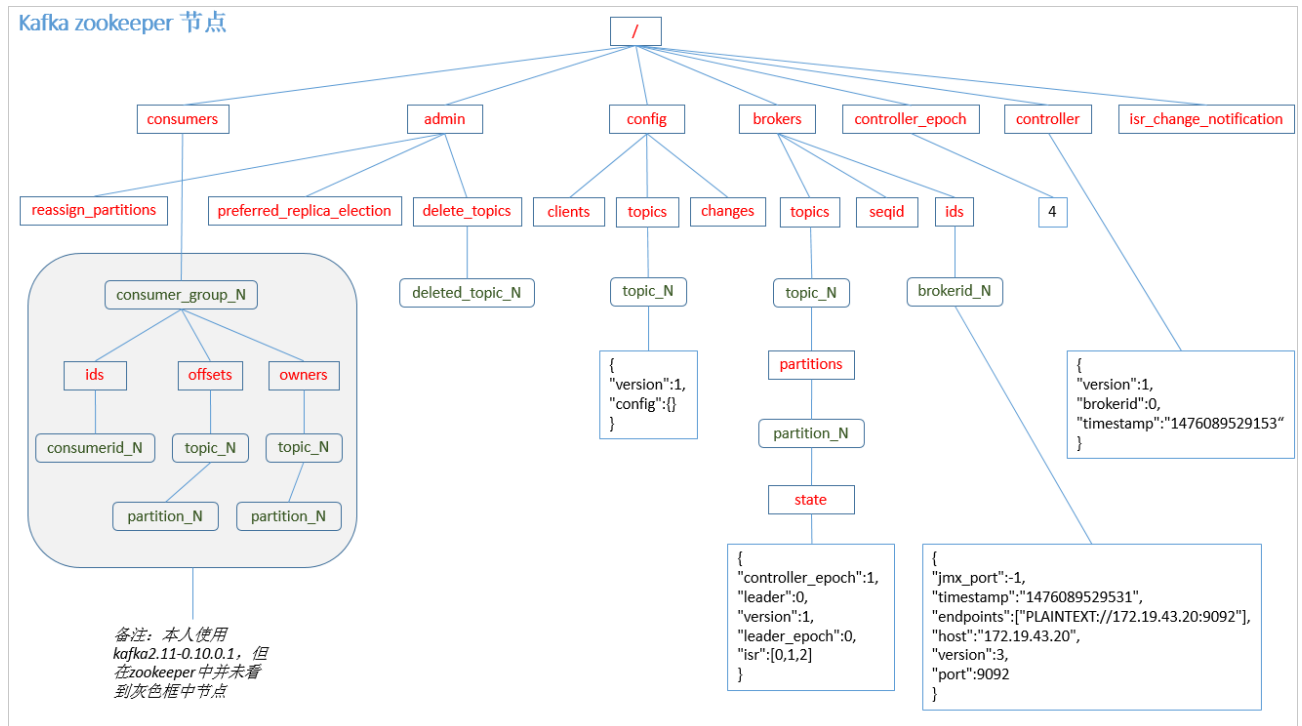 Kafka zookeeper 节点
/
consumers
admin
config
brokers
controller_epoch
controller
isr_change_notification
reassign_partitions
preferred_replica_election
delete_topics
clients
topics
changes
topics
seqid
ids
4
consumer_group_N
deleted_topic_N
topic_N
topic_N
brokerid_N
ids
offsets
owners
consumerid_N
topic_N
topic_N
partition_N
partition_N
{
"version":1,
"config":{}
}
partitions
partition_N
state
{
"version":1,
"brokerid":0,
"timestamp":"1476089529153“
}
{
"controller_epoch":1,
"leader":0,
"version":1,
"leader_epoch":0,
"isr":[0,1,2]
}
{
"jmx_port":-1,
"timestamp":"1476089529531",
"endpoints":["PLAINTEXT://172.19.43.20:9092"],
"host":"172.19.43.20",
"version":3,
"port":9092
}
备注：本人使用
kafka2.11-0.10.0.1，但
在zookeeper中并未看
到灰色框中节点